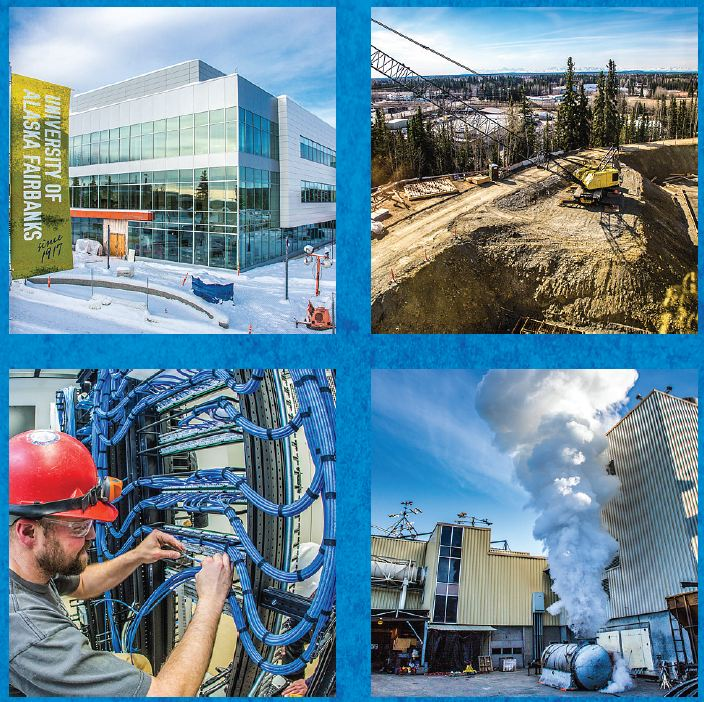 UNIVERSITY OF
ALASKA FAIRBANKS
since
1917